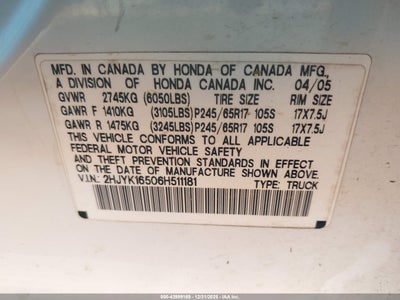 MFD. IN CANADA BY HONDA OF CANADA MFG.,
A DIVISION OF HONDA CANADA INC. 04/05
GVWR 2745KG (6050LBS) TIRE SIZE RIM SIZE
GAWR F 1410KG (3105LBS) P245/65R17 105S 17X7.5J
GAWR R 1475KG (3245LBS) P245/65R17 105S 17X7.5J
THIS VEHICLE CONFORMS TO ALL APPLICABLE
FEDERAL MOTOR VEHICLE SAFETY AND
THEFT PREVENTION STANDARDS IN EFFECT ON
THE DATE OF MANUFACTURE SHOWN ABOVE.
V.I.N.: 2HJYK16506H511181 TYPE: TRUCK